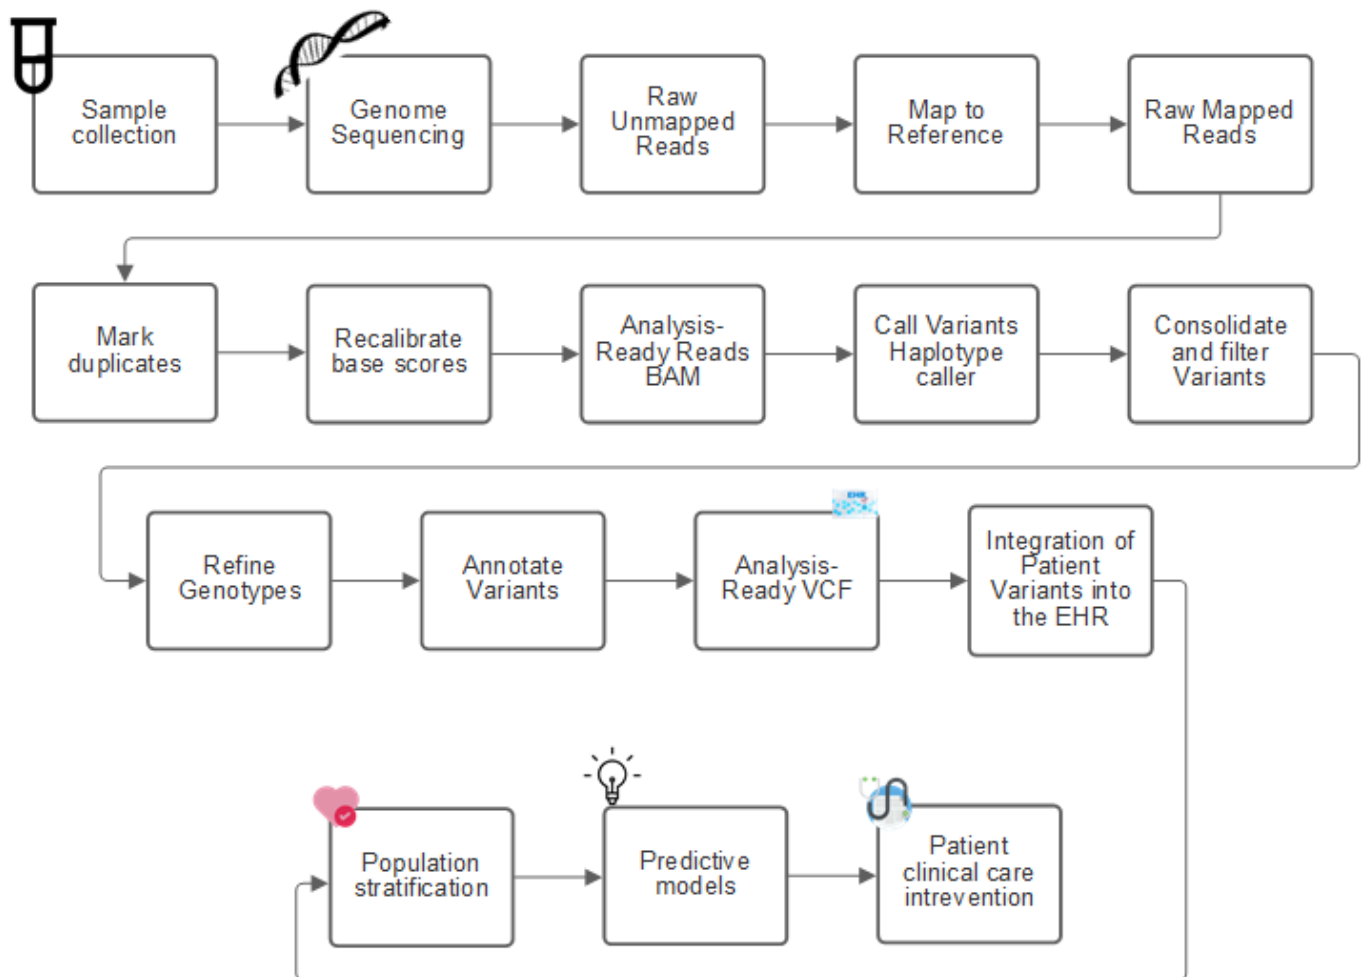 Sample
collection
Genome
Sequencing
Raw
Unmapped
Reads
Map to
Reference
Raw Mapped
Reads
Mark
duplicates
Recalibrate
base scores
Analysis-
Ready Reads
BAM
Call Variants
Haplotype
caller
Consolidate
and filter
Variants
Refine
Genotypes
Annotate
Variants
EHR
Analysis-
Ready VCF
Integration of
Patient
Variants into
the EHR
Population
stratification
Predictive
models
Patient
clinical care
intrevention